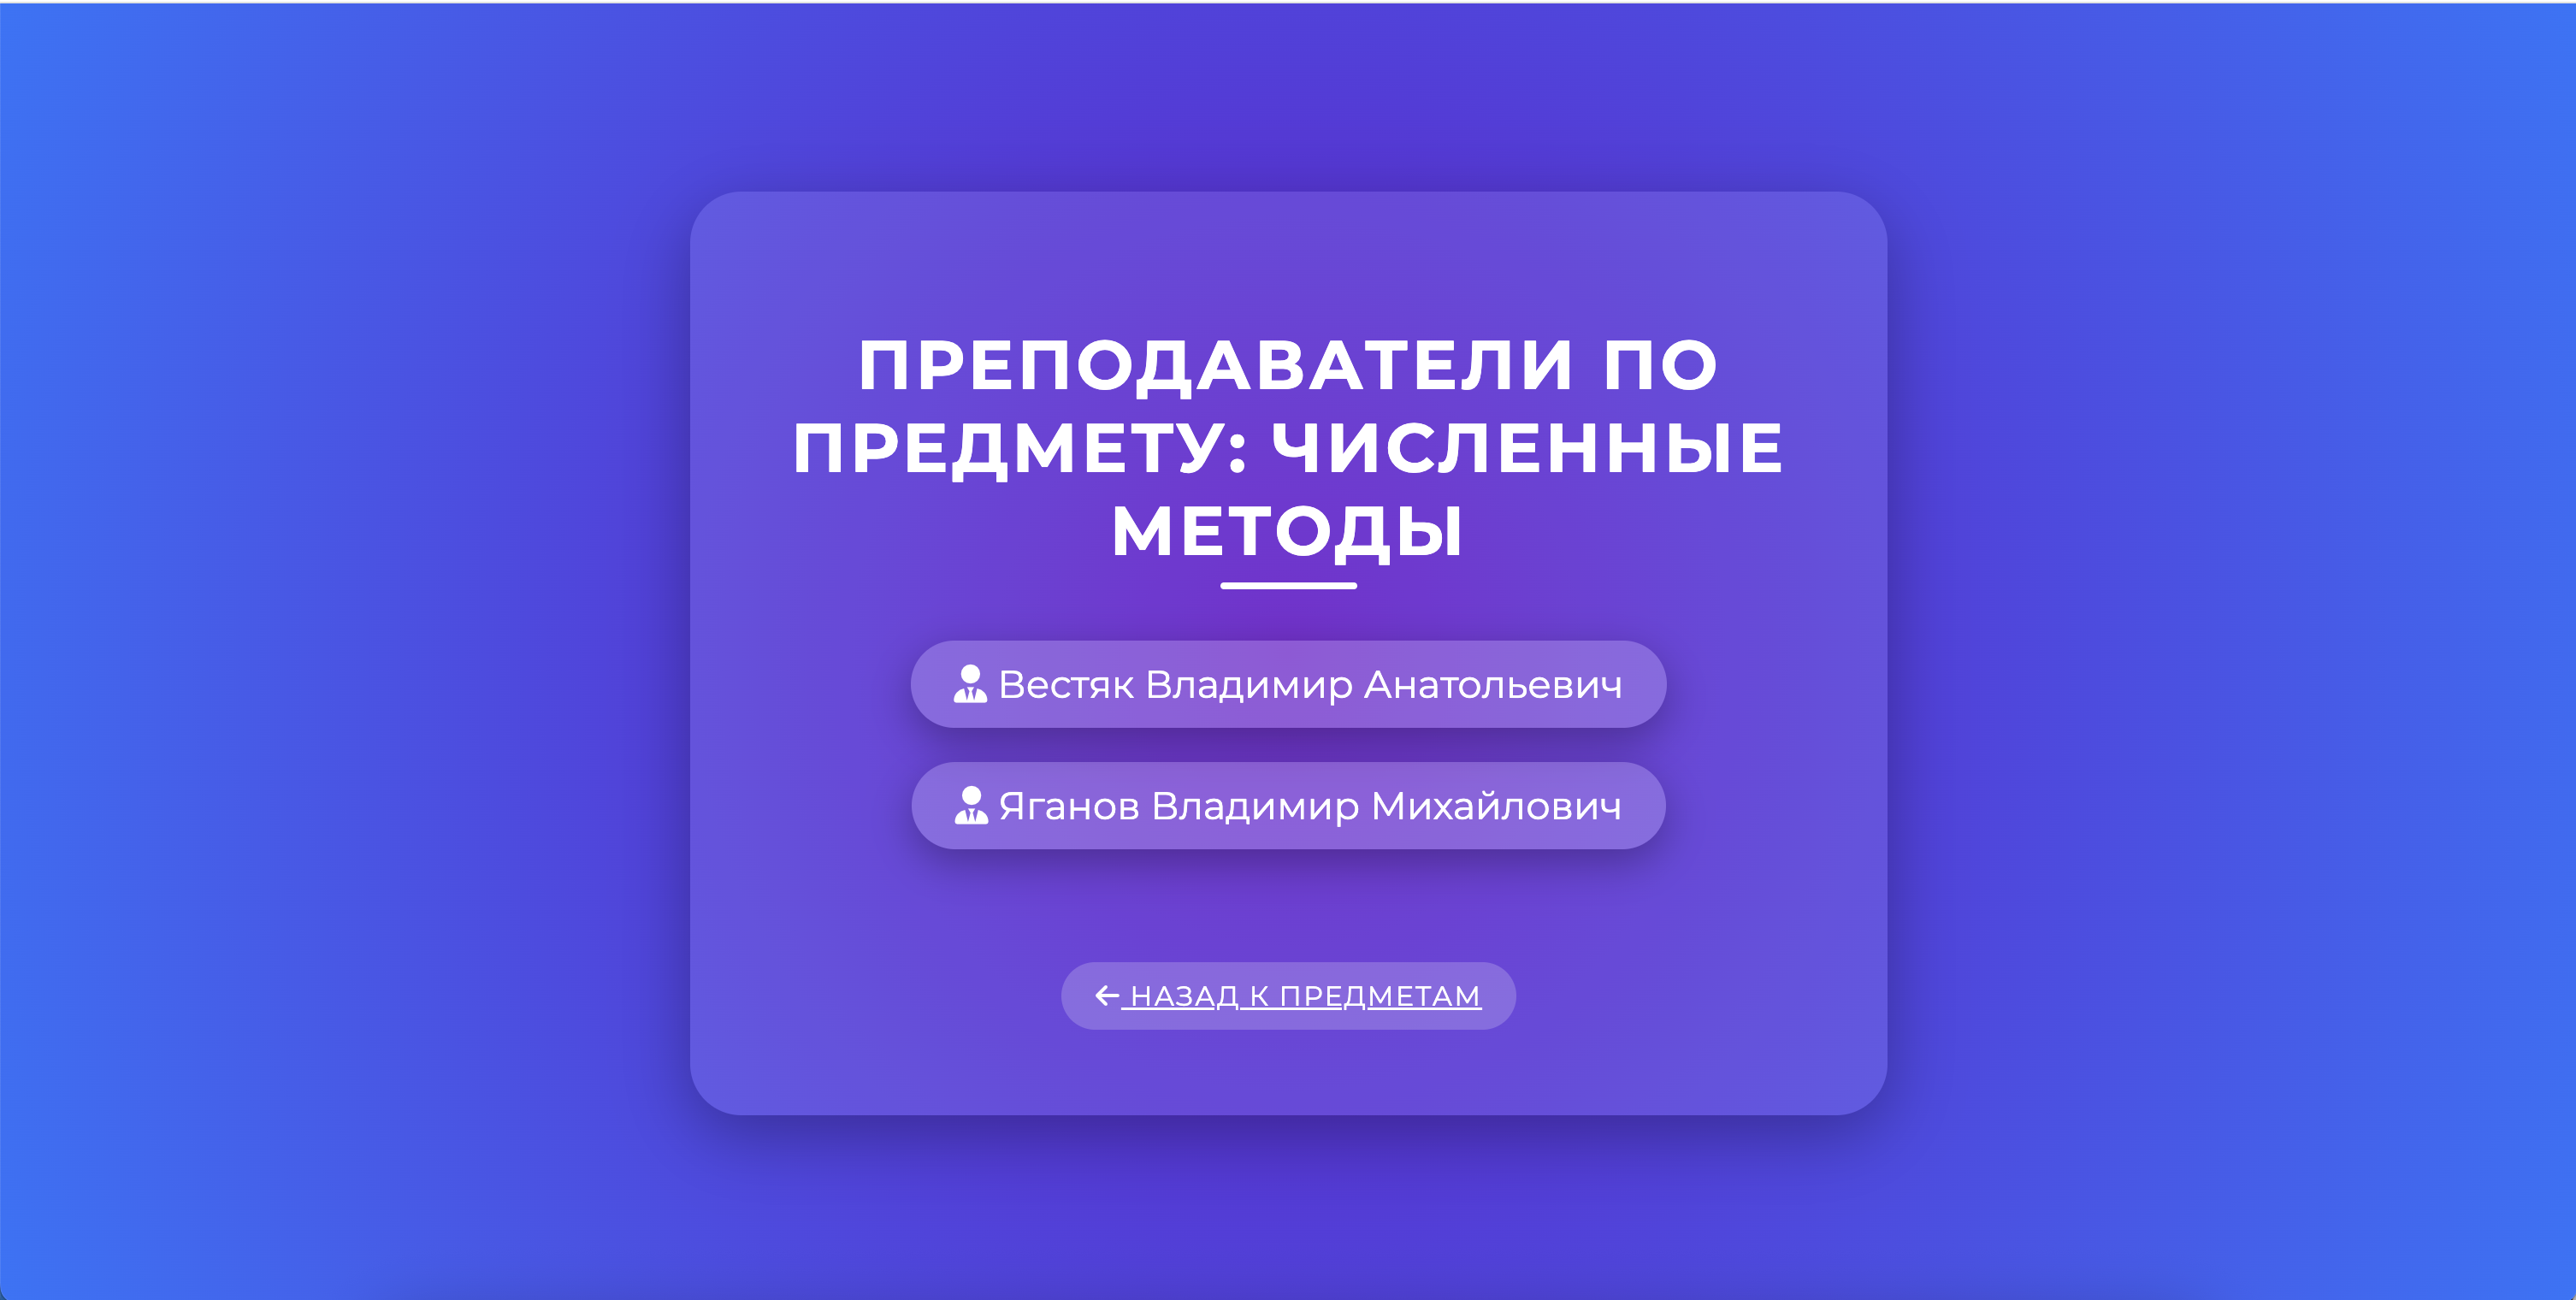 ПРЕПОДАВАТЕЛИ ПО
ПРЕДМЕТУ: ЧИСЛЕННЫЕ
МЕТОДЫ
Вестяк Владимир Анатольевич
Яганов Владимир Михайлович
← НАЗАД К ПРЕДМЕТАМ